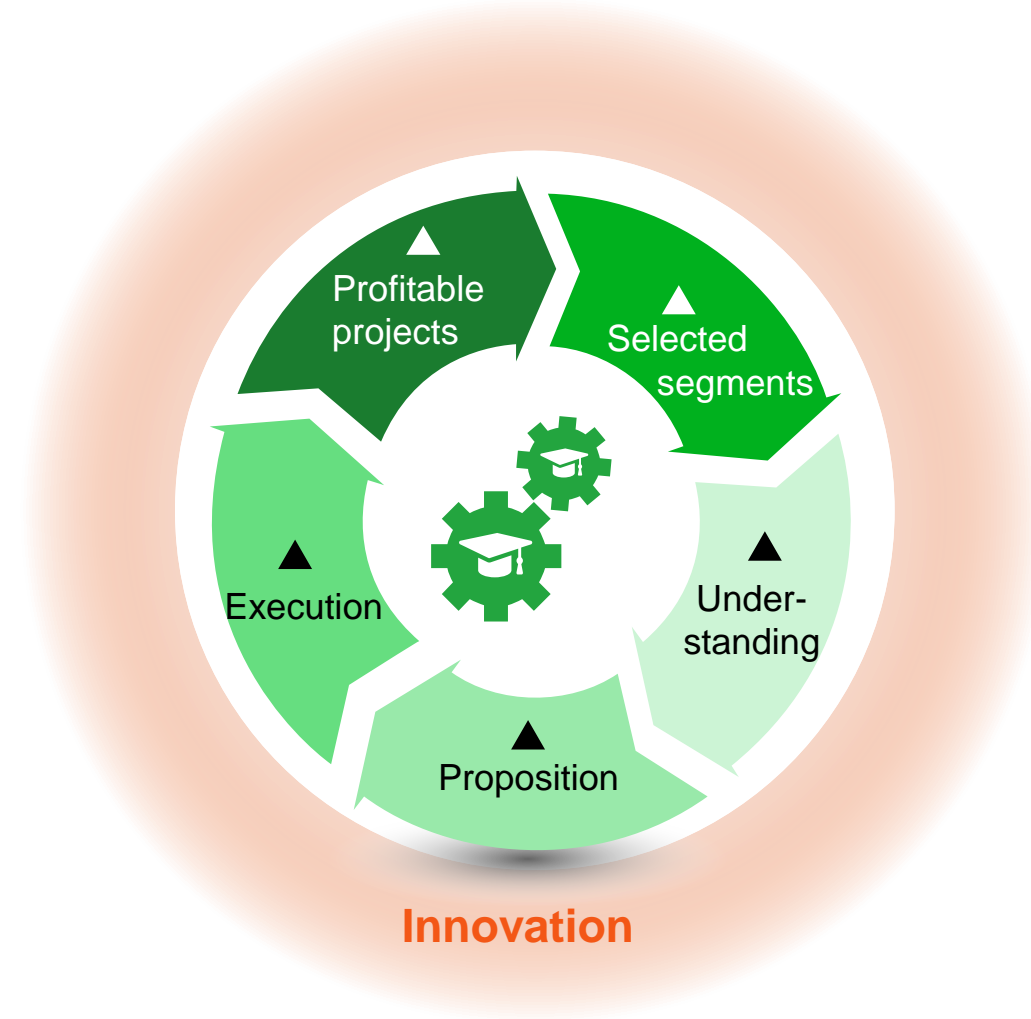 Profitable
projects
Selected
segments
Under-
standing
Proposition
Execution
Innovation